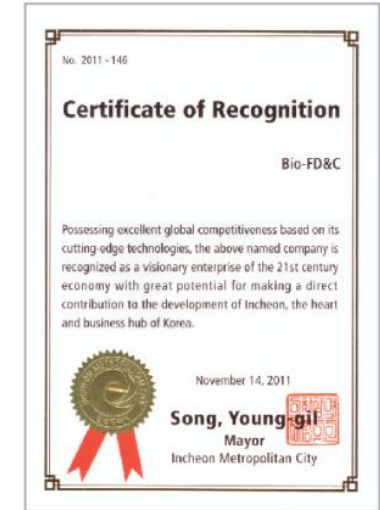 No. 2011 - 146
Certificate of Recognition
Bio-FD&C
Possessing excellent global competitiveness based on its
cutting-edge technologies, the above named company is
recognized as a visionary enterprise of the 21st century
economy with great potential for making a direct
contribution to the development of Incheon, the heart
and business hub of Korea.
November 14, 2011
Song, Young-gil
Mayor
Incheon Metropolitan City